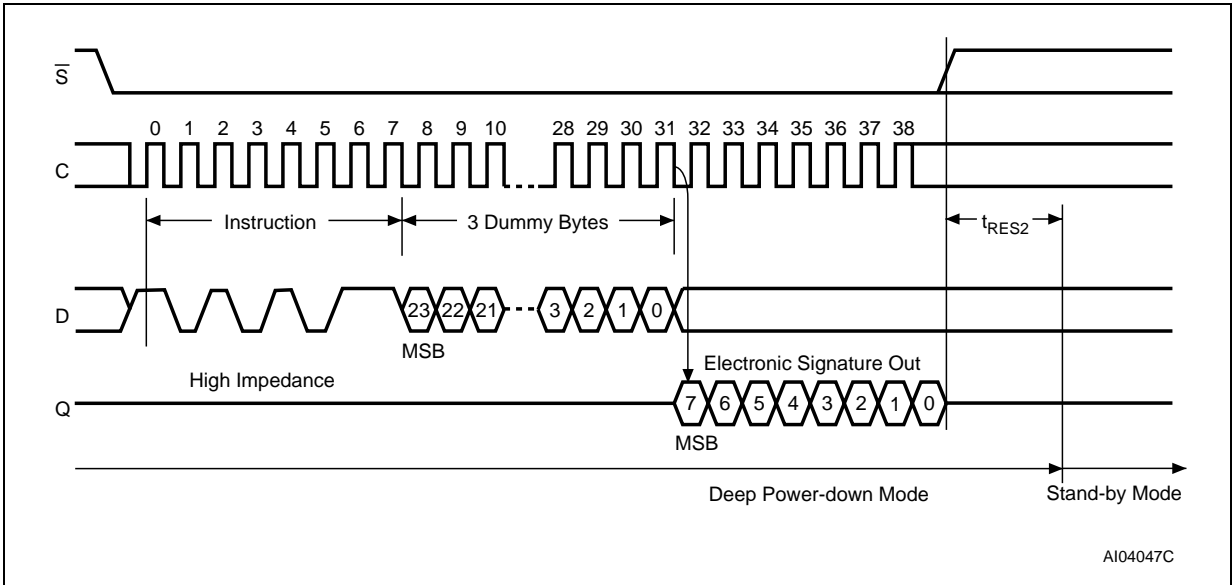 S
0 1 2 3 4 5 6 7 8 9 10 28 29 30 31 32 33 34 35 36 37 38
C
Instruction 3 Dummy Bytes tRES2
D 23 22 21 3 2 1 0
MSB
High Impedance Electronic Signature Out
Q 7 6 5 4 3 2 1 0
MSB
Deep Power-down Mode Stand-by Mode
AI04047C